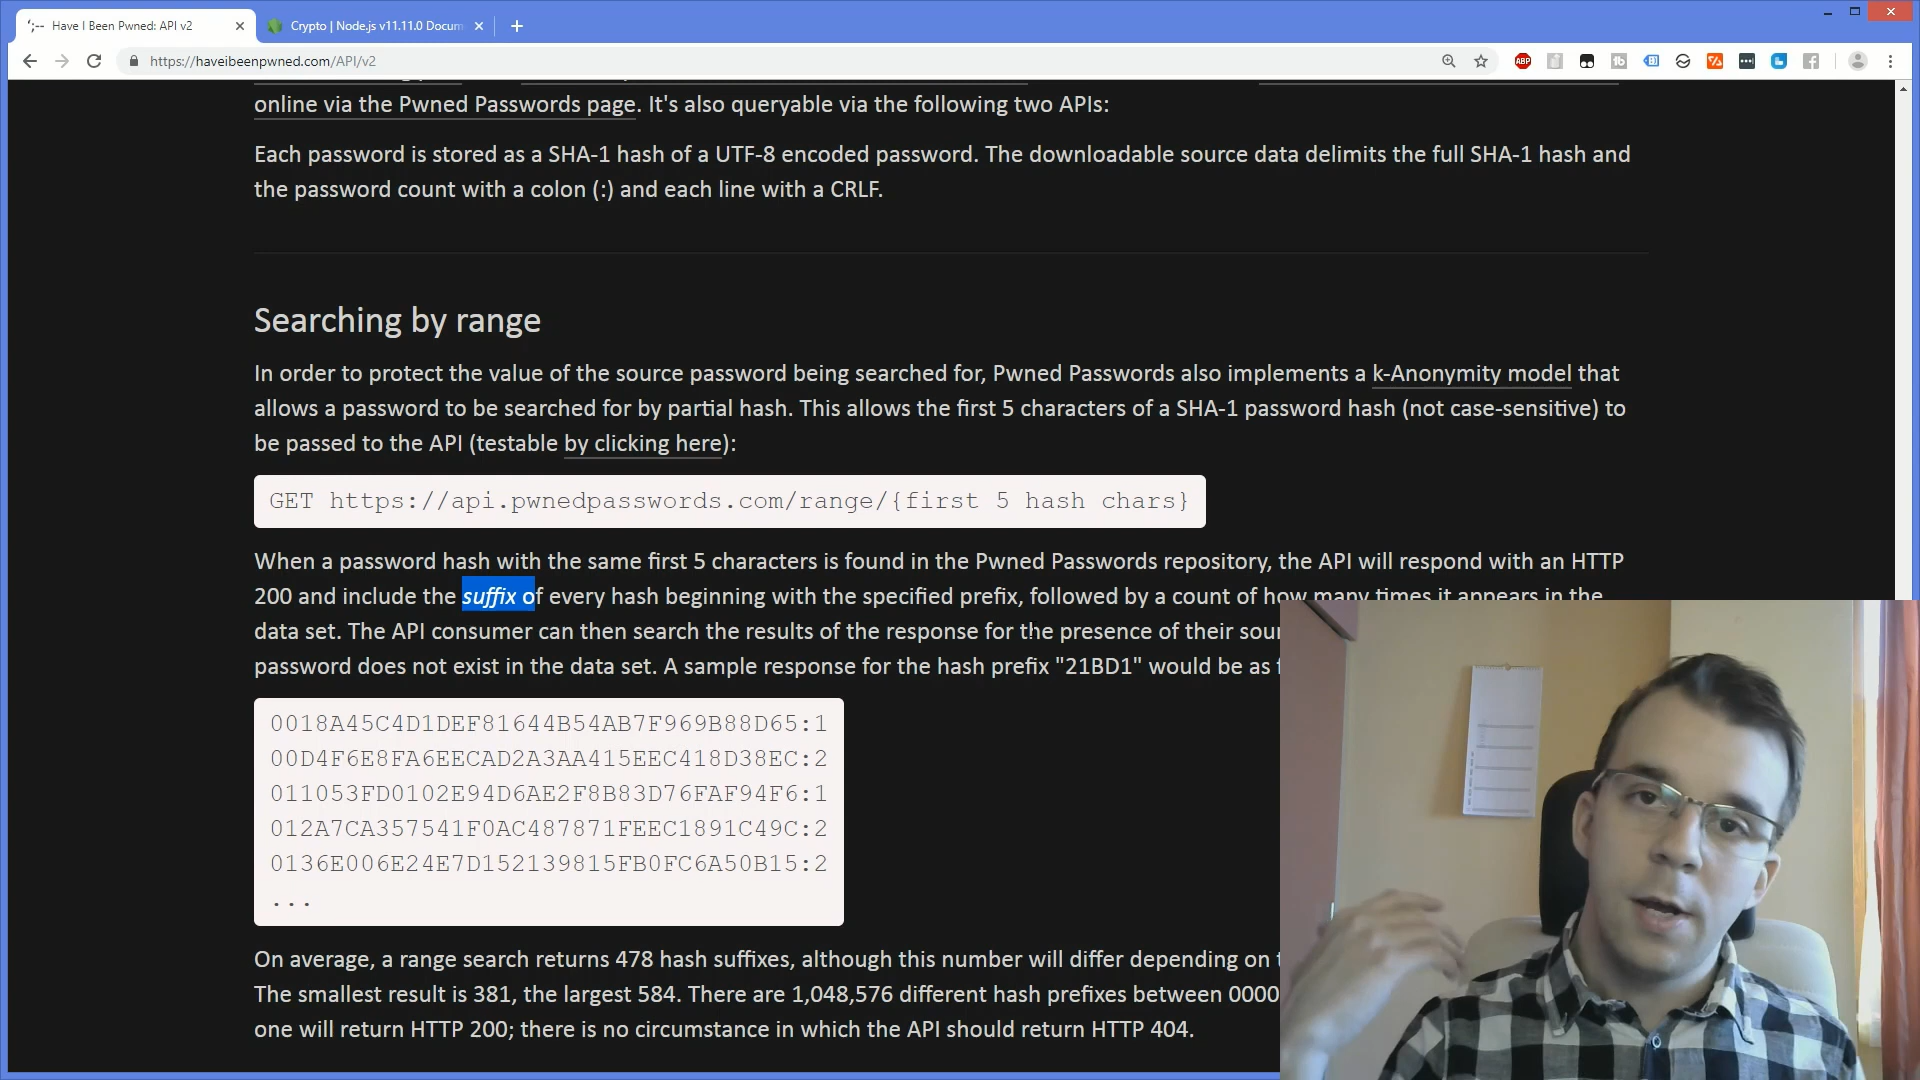 Have I Been Pwned: API v2
Crypto | Node.js v11.11.0 Docum
https://haveibeenpwned.com/API/v2
online via the Pwned Passwords page. It's also queryable via the following two APIs:
Each password is stored as a SHA-1 hash of a UTF-8 encoded password. The downloadable source data delimits the full SHA-1 hash and
the password count with a colon (:) and each line with a CRLF.
Searching by range
In order to protect the value of the source password being searched for, Pwned Passwords also implements a k-Anonymity model that
allows a password to be searched for by partial hash. This allows the first 5 characters of a SHA-1 password hash (not case-sensitive) to
be passed to the API (testable by clicking here):
GET https://api.pwnedpasswords.com/range/{first 5 hash chars}
When a password hash with the same first 5 characters is found in the Pwned Passwords repository, the API will respond with an HTTP
200 and include the suffix of every hash beginning with the specified prefix, followed by a count of how many times it appears in the
data set. The API consumer can then search the results of the response for the presence of their sour
password does not exist in the data set. A sample response for the hash prefix "21BD1" would be as f
0018A45C4D1DEF81644B54AB7F969B88D65:1
00D4F6E8FA6EECAD2A3AA415EEC418D38EC:2
011053FD0102E94D6AE2F8B83D76FAF94F6:1
012A7CA357541F0AC487871FEEC1891C49C:2
0136E006E24E7D152139815FB0FC6A50B15:2
...
On average, a range search returns 478 hash suffixes, although this number will differ depending on t
The smallest result is 381, the largest 584. There are 1,048,576 different hash prefixes between 0000
one will return HTTP 200; there is no circumstance in which the API should return HTTP 404.